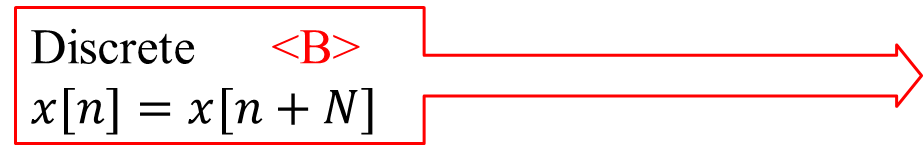 Discrete <B>
x[n] = x[n + N]